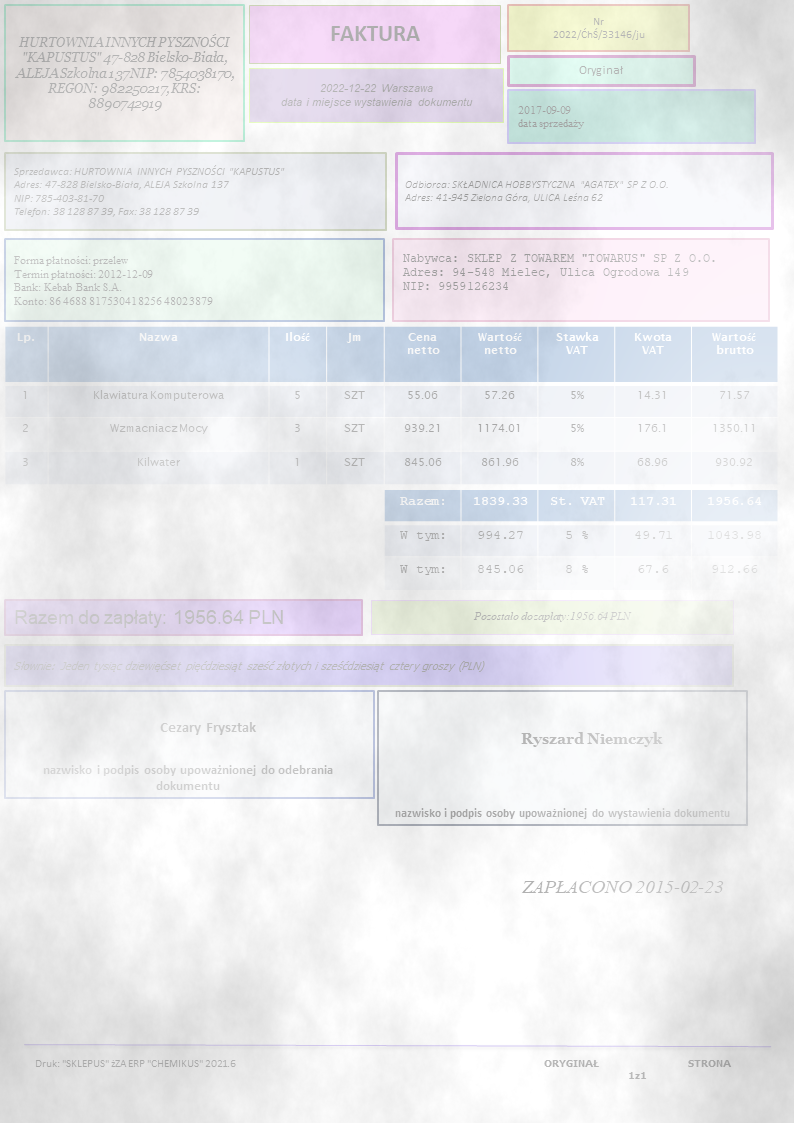 HURTOWNIA INNYCH PYSZNOŚCI
"KAPUSTUS" 47-828 Bielsko-Biała,
ALEJA Szkolna 137 NIP: 7854038170,
REGON: 982250217, KRS:
8890742919
FAKTURA
2022-12-22 Warszawa
data i miejsce wystawienia dokumentu
Nr
2022/ĆhŚ/33146/ju
Oryginał
2017-09-09
data sprzedaży
Sprzedawca: HURTOWNIA INNYCH PYSZNOŚCI "KAPUSTUS"
Adres: 47-828 Bielsko-Biała, ALEJA Szkolna 137
NIP: 785-403-81-70
Telefon: 38 128 87 39, Fax: 38 128 87 39
Odbiorca: SKŁADNICA HOBBYSTYCZNA "AGATEX" SP Z O.O.
Adres: 41-945 Zielona Góra, ULICA Leśna 62
Forma płatności: przelew
Termin płatności: 2012-12-09
Bank: Kebab Bank S.A.
Konto: 86 4688 81753041825648023879
Nabywca: SKLEP Z TOWAREM "TOWARUS" SP Z O.O.
Adres: 94-548 Mielec, Ulica Ogrodowa 149
NIP: 9959126234
Lp. Nazwa Ilość Jm Cena netto Wartość netto Stawka VAT Kwota VAT Wartość brutto
1 Klawiatura Komputerowa 5 SZT 55.06 57.26 5% 14.31 71.57
2 Wzmacniacz Mocy 3 SZT 939.21 1174.01 5% 176.1 1350.11
3 Kilwater 1 SZT 845.06 861.96 8% 68.96 930.92
Razem: 1839.33 St. VAT 117.31 1956.64
W tym: 994.27 5 % 49.71 1043.98
W tym: 845.06 8 % 67.6 912.66
Razem do zapłaty: 1956.64 PLN
Pozostało do zapłaty: 1956.64 PLN
Słownie: Jeden tysiąc dziewięćset pięćdziesiąt sześć złotych i sześćdziesiąt cztery groszy (PLN)
Cezary Frysztak
nazwisko i podpis osoby upoważnionej do odebrania
dokumentu
Ryszard Niemczyk
nazwisko i podpis osoby upoważnionej do wystawienia dokumentu
ZAPŁACONO 2015-02-23
Druk: "SKLEPUS" żZA ERP "CHEMIKUS" 2021.6
ORYGINAŁ STRONA
1 z 1